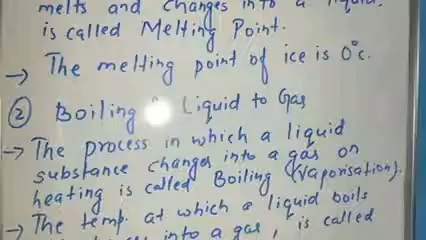 melts and changes into a liquid.
is called Melting Point.
→ The melting point of ice is 0°c.
② Boiling Liquid to Gas
→ The process in which a liquid
substance changes into a gas on
heating is called Boiling (Vaporisation).
→ The temp. at which a liquid boils
into a gas, is called